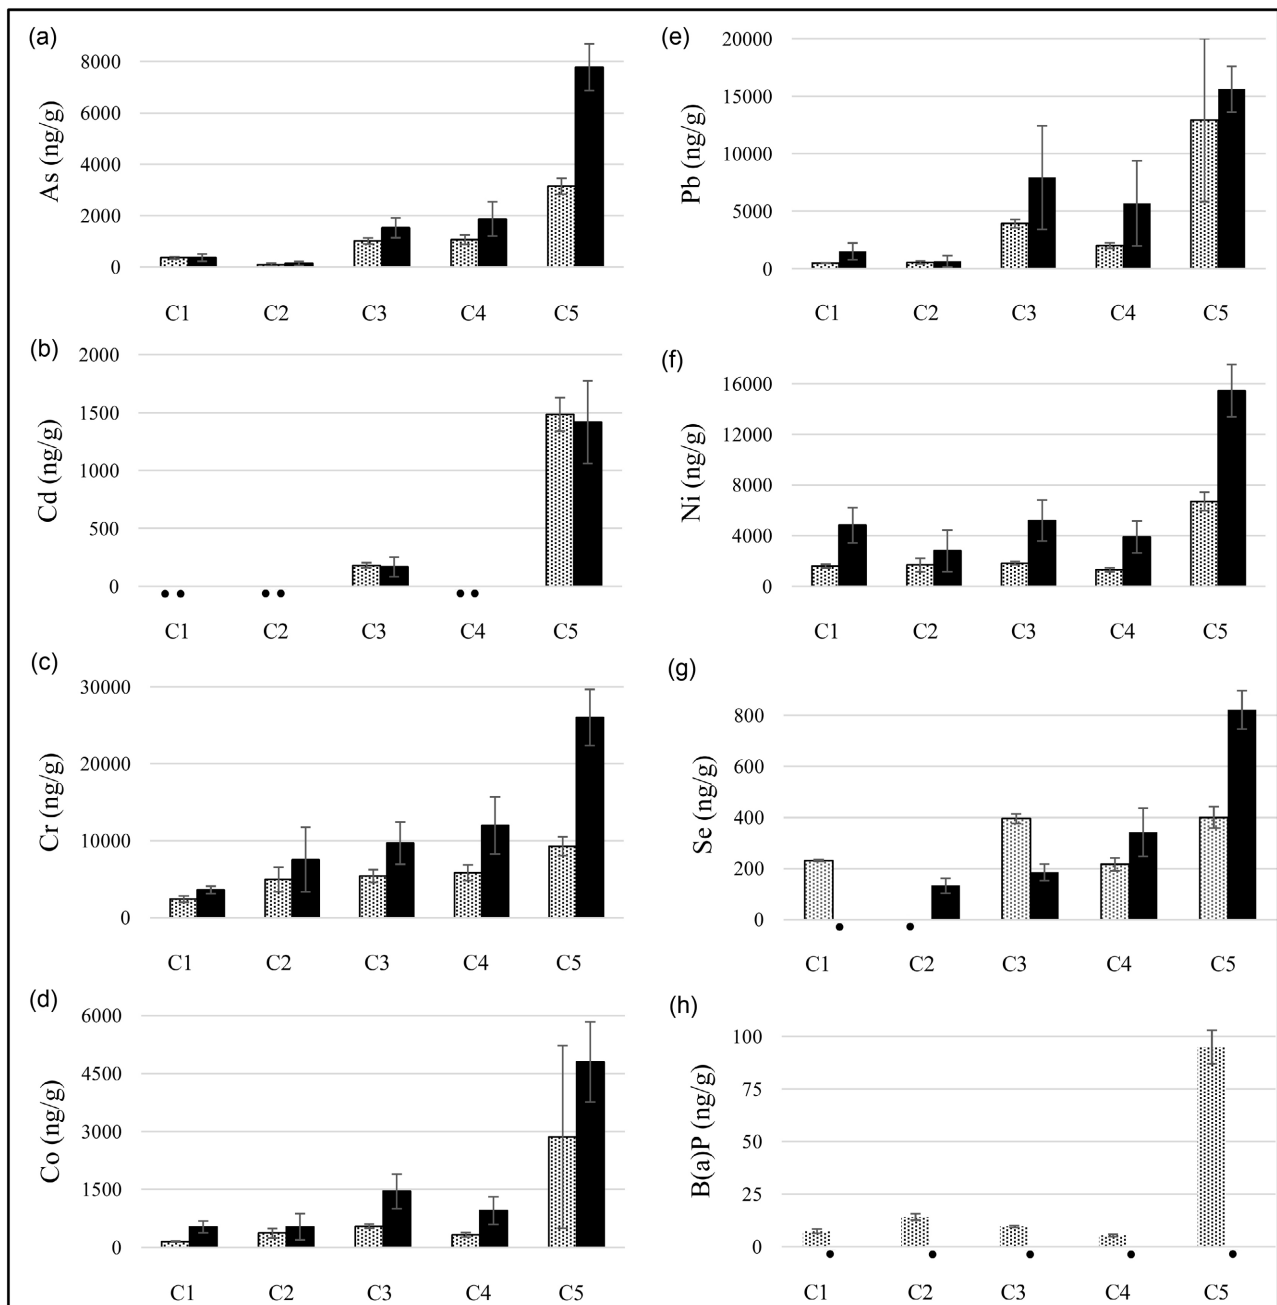 (a)
As (ng/g)
8000
6000
4000
2000
0
C1 C2 C3 C4 C5
(b)
Cd (ng/g)
2000
1500
1000
500
0
C1 C2 C3 C4 C5
(c)
Cr (ng/g)
30000
20000
10000
0
C1 C2 C3 C4 C5
(d)
Co (ng/g)
6000
4500
3000
1500
0
C1 C2 C3 C4 C5
(e)
Pb (ng/g)
20000
15000
10000
5000
0
C1 C2 C3 C4 C5
(f)
Ni (ng/g)
16000
12000
8000
4000
0
C1 C2 C3 C4 C5
(g)
Se (ng/g)
800
600
400
200
0
C1 C2 C3 C4 C5
(h)
B(a)P (ng/g)
100
75
50
25
0
C1 C2 C3 C4 C5